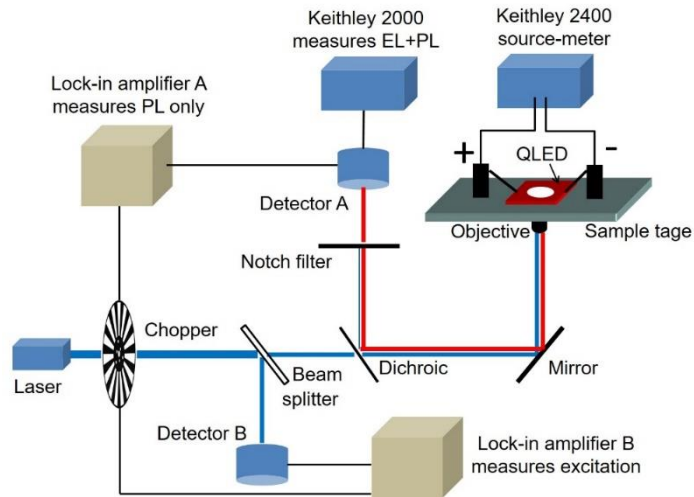 Keithley 2000
measures EL+PL
Keithley 2400
source-meter
Lock-in amplifier A
measures PL only
+
QLED
-
Detector A
Objective
Sample tage
Notch filter
Chopper
Laser
Beam
splitter
Dichroic
Mirror
Detector B
Lock-in amplifier B
measures excitation